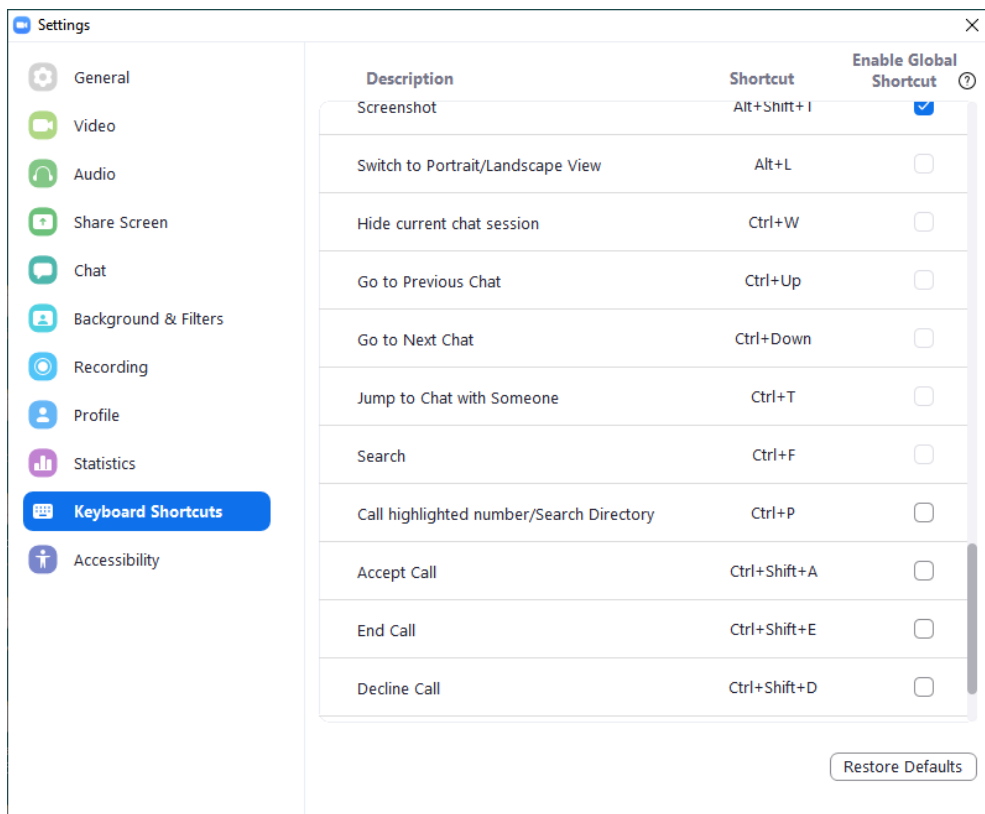 Settings
General
Video
Audio
Share Screen
Chat
Background & Filters
Recording
Profile
Statistics
Keyboard Shortcuts
Accessibility
Description Shortcut Enable Global
Shortcut ?
Screenshot Alt+Shift+T
Switch to Portrait/Landscape View Alt+L
Hide current chat session Ctrl+W
Go to Previous Chat Ctrl+Up
Go to Next Chat Ctrl+Down
Jump to Chat with Someone Ctrl+T
Search Ctrl+F
Call highlighted number/Search Directory Ctrl+P
Accept Call Ctrl+Shift+A
End Call Ctrl+Shift+E
Decline Call Ctrl+Shift+D
Restore Defaults